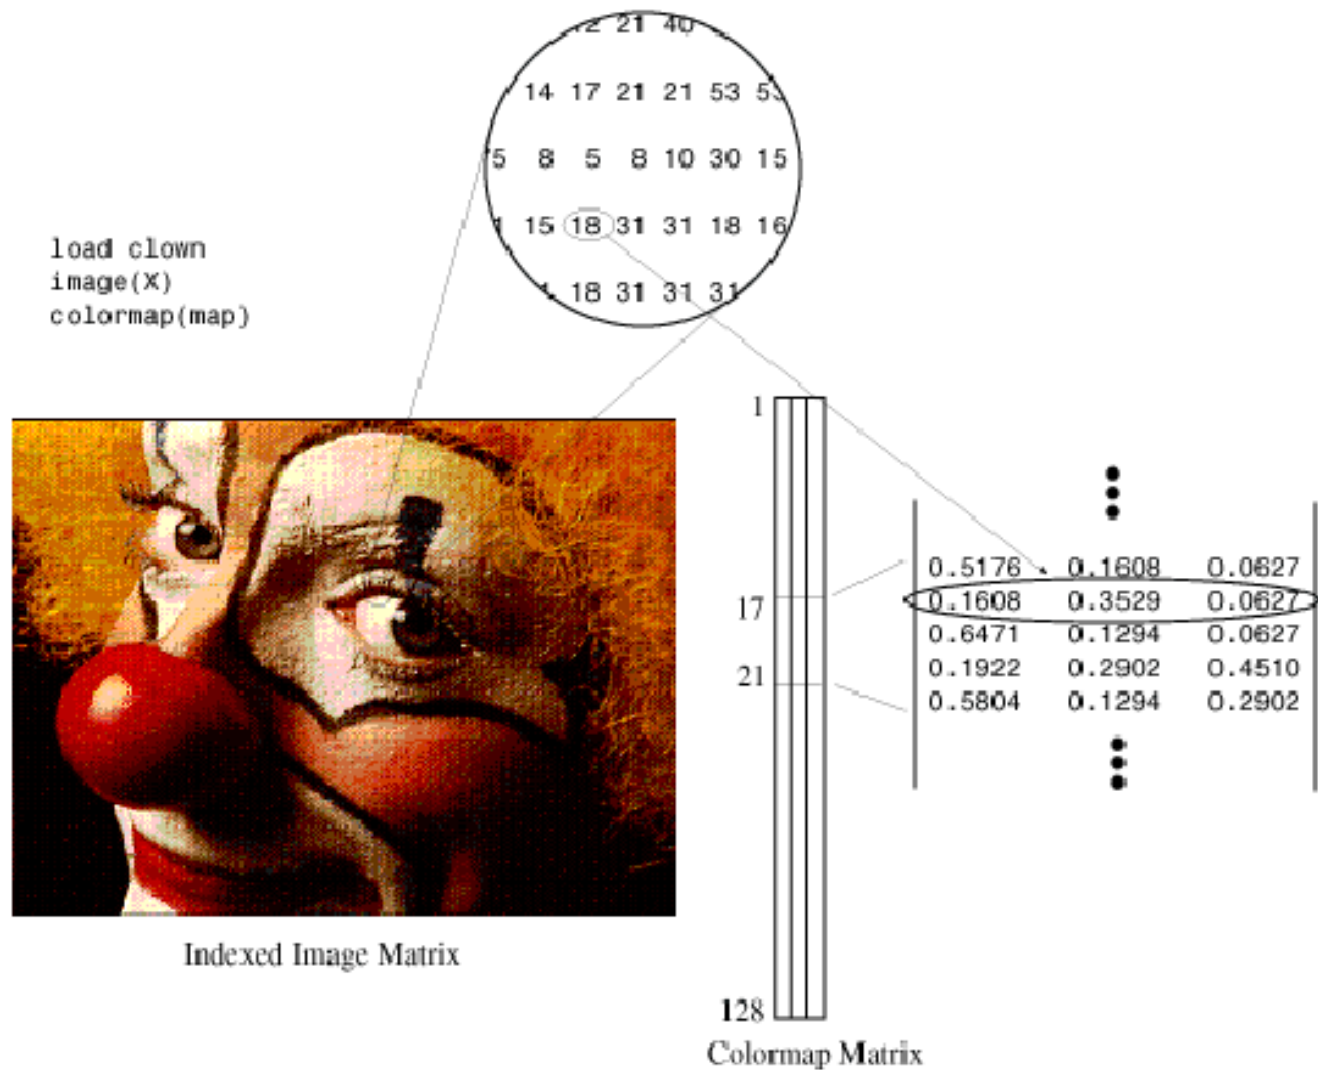 21 40
14 17 21 21 53
5 8 5 8 10 30 15
15 18 31 31 18 16
18 31 31 31
load clown
image(X)
colormap(map)
1
17
21
128
0.5176 0.1608 0.0627
0.1608 0.3529 0.0627
0.6471 0.1294 0.0627
0.1922 0.2902 0.4510
0.5804 0.1294 0.2902
Indexed Image Matrix
Colormap Matrix